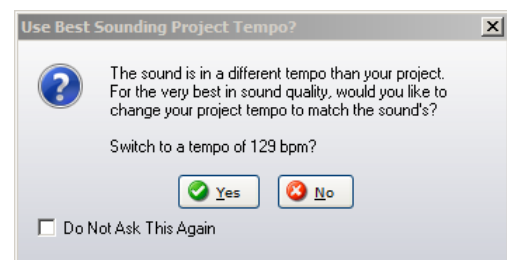 Use Best Sounding Project Tempo?
The sound is in a different tempo than your project.
For the very best in sound quality, would you like to
change your project tempo to match the sound's?
Switch to a tempo of 129 bpm?
Yes No
Do Not Ask This Again